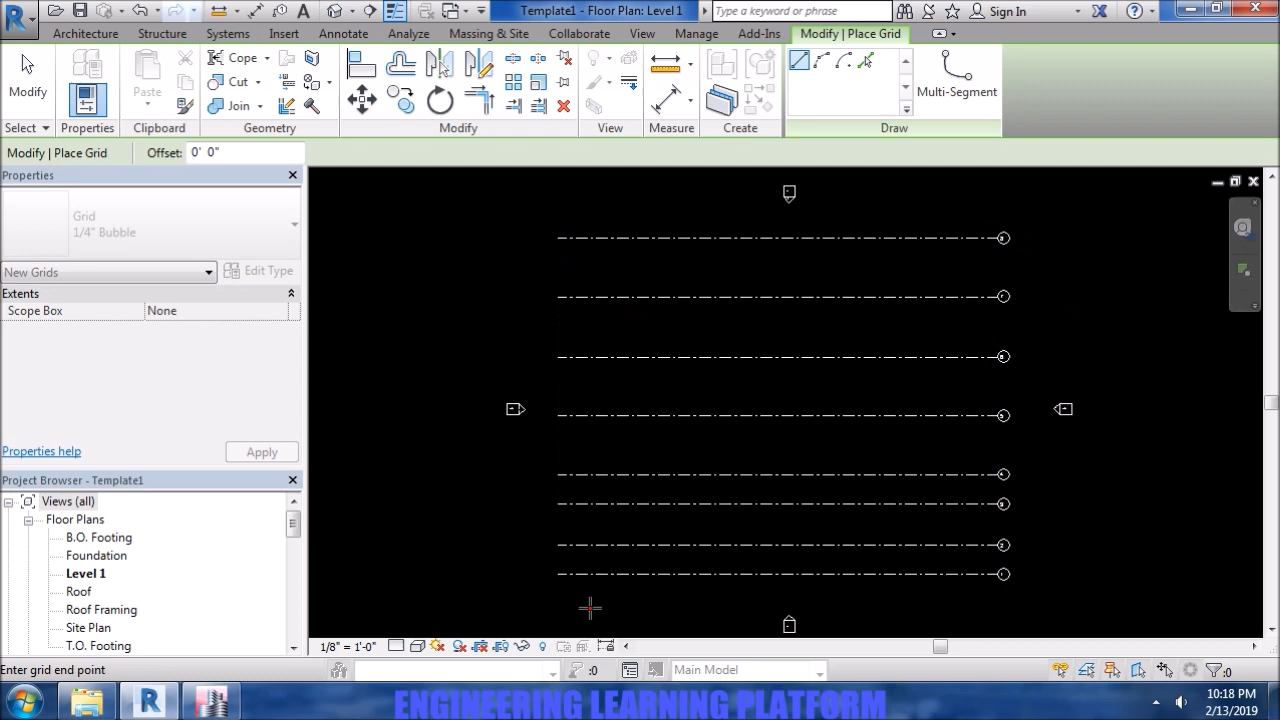 Template1 - Floor Plan: Level 1
Type a keyword or phrase
Sign In
Architecture Structure Systems Insert Annotate Analyze Massing & Site Collaborate View Manage Add-Ins Modify | Place Grid
Modify
Paste
Cope
Cut
Join
Multi-Segment
Select Properties Clipboard Geometry Modify View Measure Create Draw
Modify | Place Grid Offset: 0' 0"
Properties
Grid
1/4" Bubble
New Grids Edit Type
Extents
Scope Box None
Properties help Apply
Project Browser - Template1
Views (all)
Floor Plans
B.O. Footing
Foundation
Level 1
Roof
Roof Framing
Site Plan
T.O. Footing
1/8" = 1'-0"
Enter grid end point
:0
Main Model
:0
ENGINEERING LEARNING PLATFORM
10:18 PM
2/13/2019